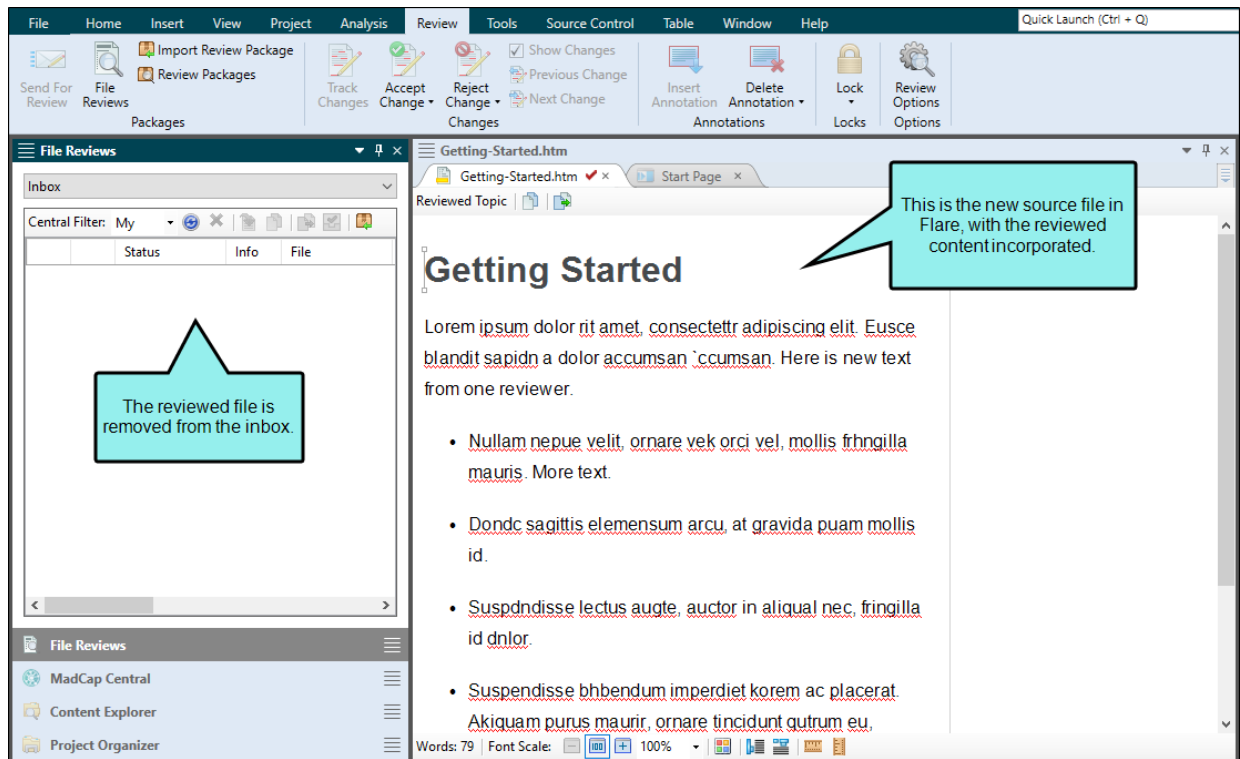 File Home Insert View Project Analysis Review Tools Source Control Table Window Help Quick Launch (Ctrl + Q)
Send For Review
File Reviews
Import Review Package
Review Packages
Packages
Track Changes
Accept Change
Reject Change
Show Changes
Previous Change
Next Change
Changes
Insert Annotation
Delete Annotation
Annotations
Lock
Locks
Review Options
Options
File Reviews
Inbox
Central Filter: My
Status Info File
The reviewed file is
removed from the inbox.
File Reviews
MadCap Central
Content Explorer
Project Organizer
Getting-Started.htm
Getting-Started.htm Start Page
Reviewed Topic
This is the new source file in
Flare, with the reviewed
content incorporated.
Getting Started
Lorem ipsum dolor rit amet, consectettr adipiscing elit. Eusce
blandit sapidn a dolor accumsan `ccumsan. Here is new text
from one reviewer.
• Nullam nepue velit, ornare vek orci vel, mollis frhngilla
mauris. More text.
• Dondc sagittis elemensum arcu, at gravida puam mollis
id.
• Suspdndisse lectus augte, auctor in aliqual nec, fringilla
id dnlor.
• Suspendisse bhbendum imperdiet korem ac placerat.
Akiquam purus maurir, ornare tincidunt qutrum eu,
Words: 79 Font Scale: 100 100%